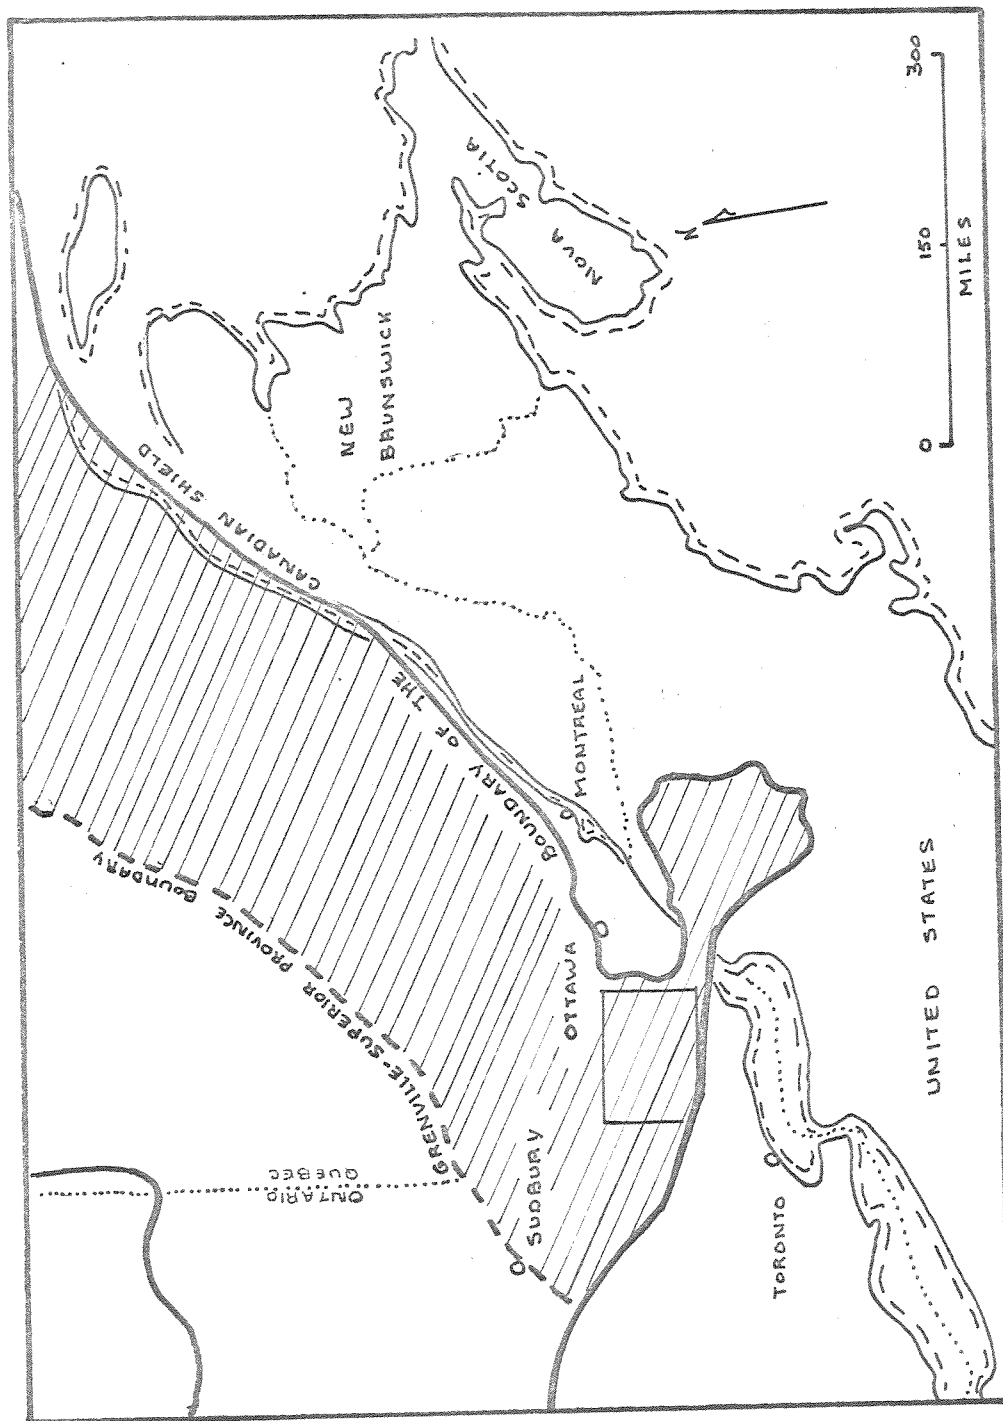 ONTARIO
QUEBEC
GRENVILLE-SUPERIOR PROVINCE BOUNDARY
BOUNDARY OF THE CANADIAN SHIELD
SUDBURY
OTTAWA
MONTREAL
TORONTO
NEW
BRUNSWICK
NOVA SCOTIA
UNITED STATES
N
0 150 300
MILES